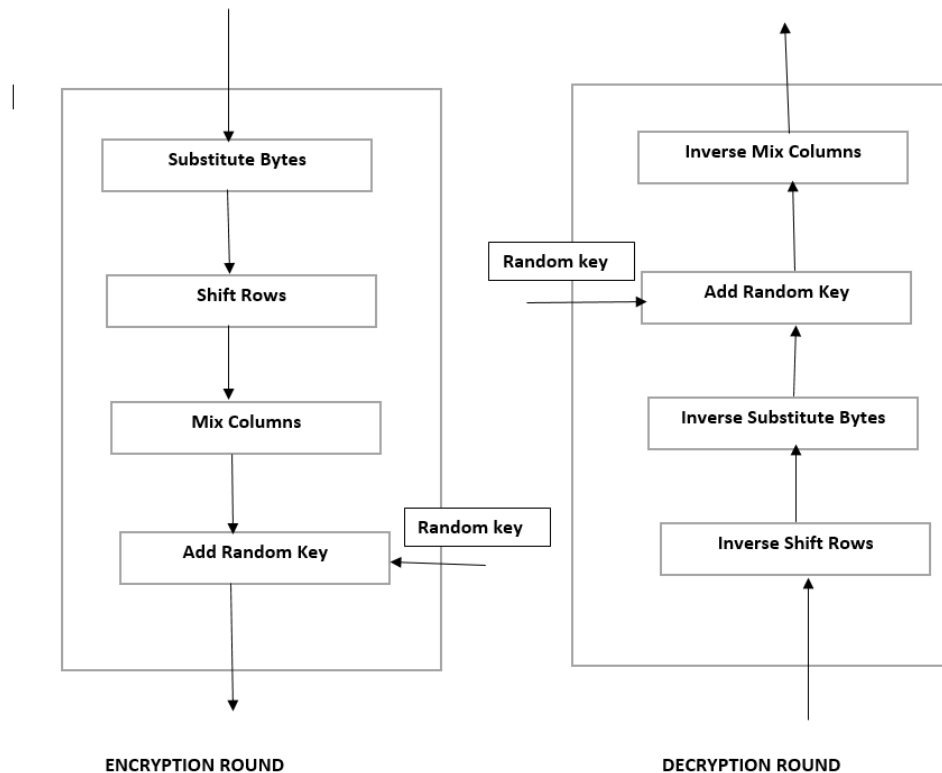 Substitute Bytes
Shift Rows
Mix Columns
Random key
Add Random Key
ENCRYPTION ROUND
Inverse Mix Columns
Random key
Add Random Key
Inverse Substitute Bytes
Inverse Shift Rows
DECRYPTION ROUND